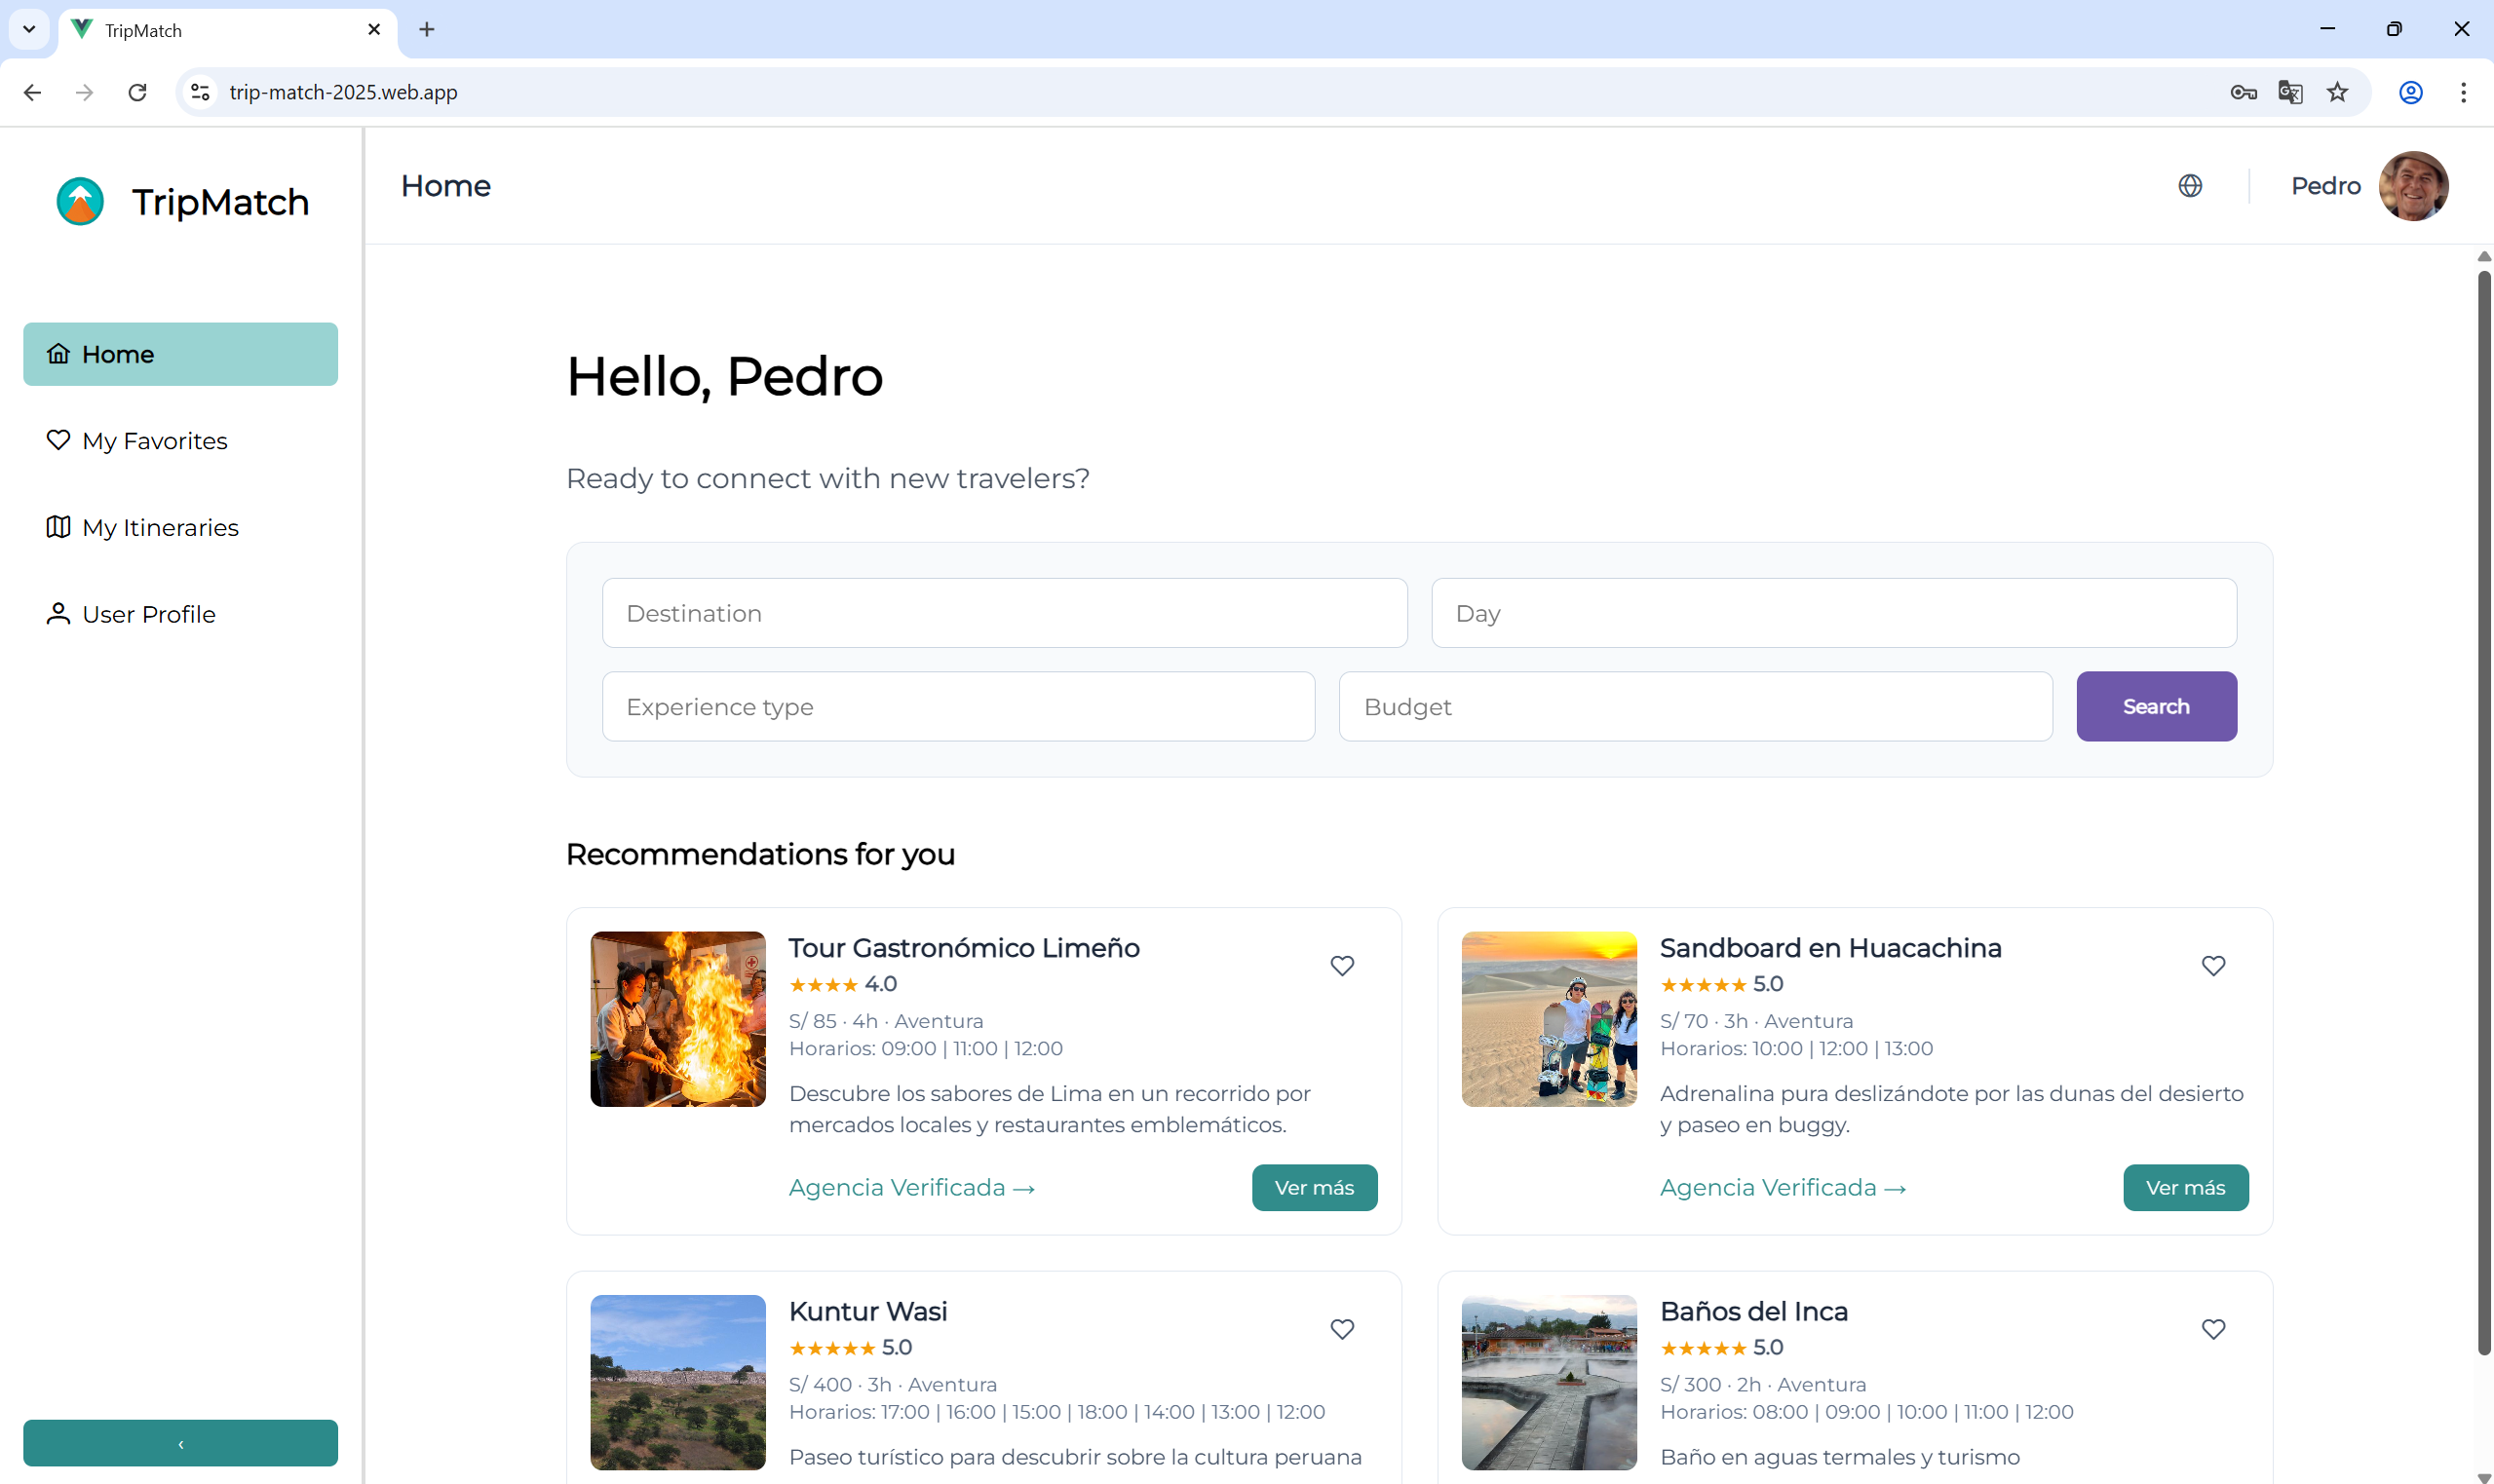 TripMatch
trip-match-2025.web.app
TripMatch
Home
My Favorites
My Itineraries
User Profile
‹
Home
Pedro
Hello, Pedro
Ready to connect with new travelers?
Destination
Day
Experience type
Budget
Search
Recommendations for you
Tour Gastronómico Limeño
★★★★ 4.0
S/ 85 · 4h · Aventura
Horarios: 09:00 | 11:00 | 12:00
Descubre los sabores de Lima en un recorrido por
mercados locales y restaurantes emblemáticos.
Agencia Verificada →
Ver más
Sandboard en Huacachina
★★★★★ 5.0
S/ 70 · 3h · Aventura
Horarios: 10:00 | 12:00 | 13:00
Adrenalina pura deslizándote por las dunas del desierto
y paseo en buggy.
Agencia Verificada →
Ver más
Kuntur Wasi
★★★★★ 5.0
S/ 400 · 3h · Aventura
Horarios: 17:00 | 16:00 | 15:00 | 18:00 | 14:00 | 13:00 | 12:00
Paseo turístico para descubrir sobre la cultura peruana
Baños del Inca
★★★★★ 5.0
S/ 300 · 2h · Aventura
Horarios: 08:00 | 09:00 | 10:00 | 11:00 | 12:00
Baño en aguas termales y turismo